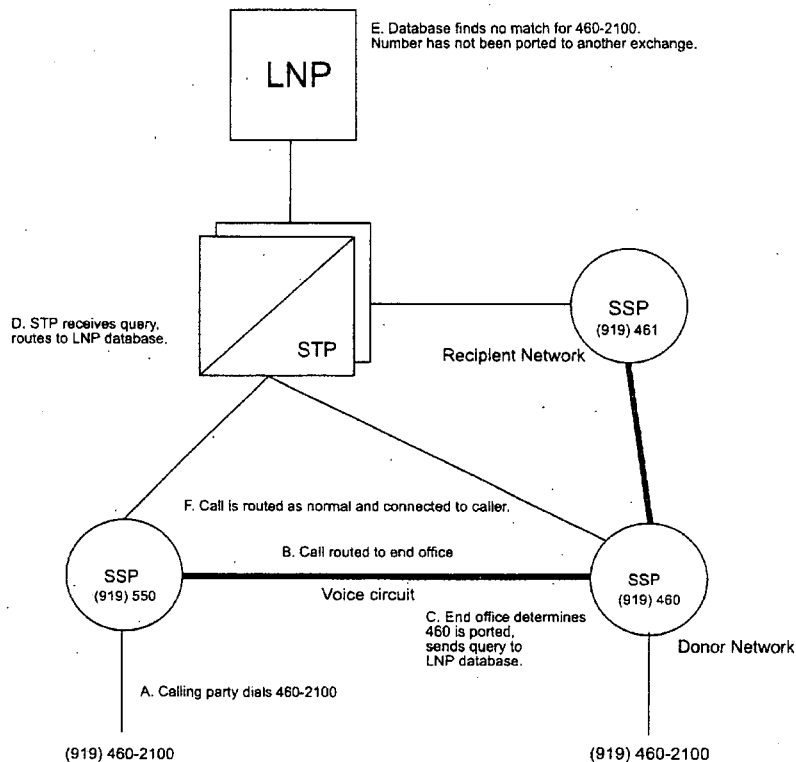 E. Database finds no match for 460-2100.
Number has not been ported to another exchange.
LNP
D. STP receives query,
routes to LNP database.
STP
SSP
(919) 461
Recipient Network
F. Call is routed as normal and connected to caller.
B. Call routed to end office
SSP
(919) 550
Voice circuit
SSP
(919) 460
C. End office determines
460 is ported,
sends query to
LNP database.
Donor Network
A. Calling party dials 460-2100
(919) 460-2100
(919) 460-2100